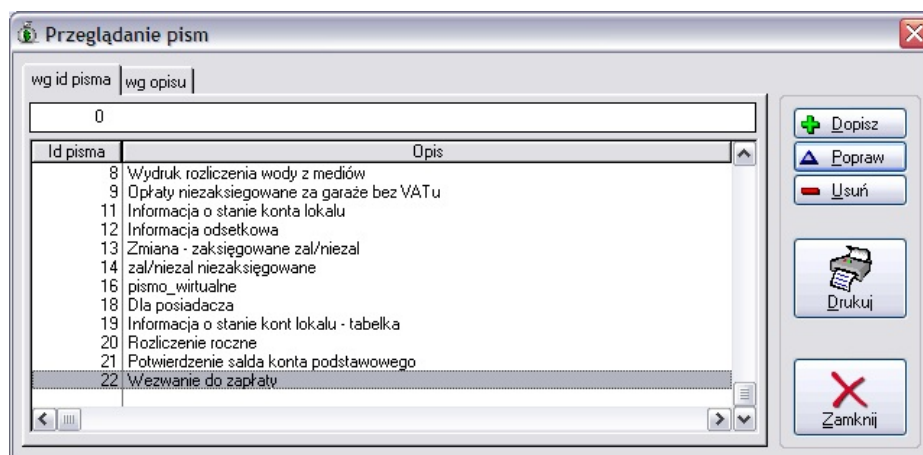 Przeglądanie pism
wg id pisma wg opisu
0
Id pisma Opis
8 Wydruk rozliczenia wody z mediów
9 Opłaty niezaksiegowane za garaże bez VATu
11 Informacja o stanie konta lokalu
12 Informacja odsetkowa
13 Zmiana - zaksięgowane zal/niezal
14 zal/niezal niezaksięgowane
16 pismo_wirtualne
18 Dla posiadacza
19 Informacja o stanie kont lokalu - tabelka
20 Rozliczenie roczne
21 Potwierdzenie salda konta podstawowego
22 Wezwanie do zapłaty
Dopisz
Popraw
Usuń
Drukuj
Zamknij